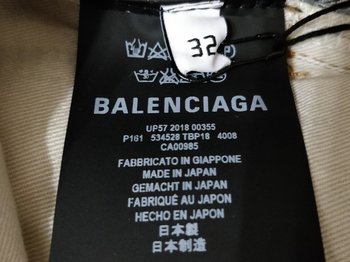 32
BALENCIAGA
UP57 2018 00355
P161 534528 TBP18 4008
CA00985
FABBRICATO IN GIAPPONE
MADE IN JAPAN
GEMACHT IN JAPAN
FABRIQUÉ AU JAPON
HECHO EN JAPON
日本製
日本制造